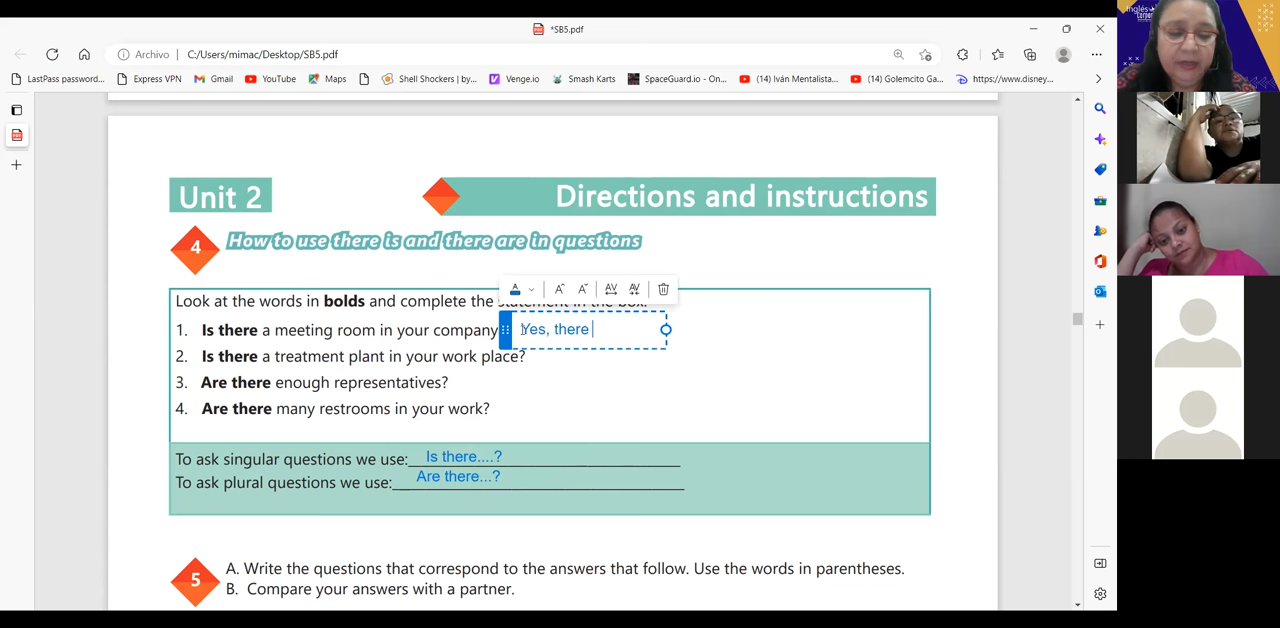 *SB5.pdf
Archivo | C:/Users/mimac/Desktop/SB5.pdf
LastPass password... Express VPN Gmail YouTube Maps Shell Shockers | by... Venge.io Smash Karts SpaceGuard.io - On... (14) Iván Mentalista... (14) Golemcito Ga... https://www.disney...
Inglés
Corpor
Unit 2 Directions and instructions
4 How to use there is and there are in questions
Look at the words in bolds and complete the statement in the box.
1. Is there a meeting room in your company Yes, there
2. Is there a treatment plant in your work place?
3. Are there enough representatives?
4. Are there many restrooms in your work?
To ask singular questions we use: Is there....?
To ask plural questions we use: Are there...?
5 A. Write the questions that correspond to the answers that follow. Use the words in parentheses.
B. Compare your answers with a partner.